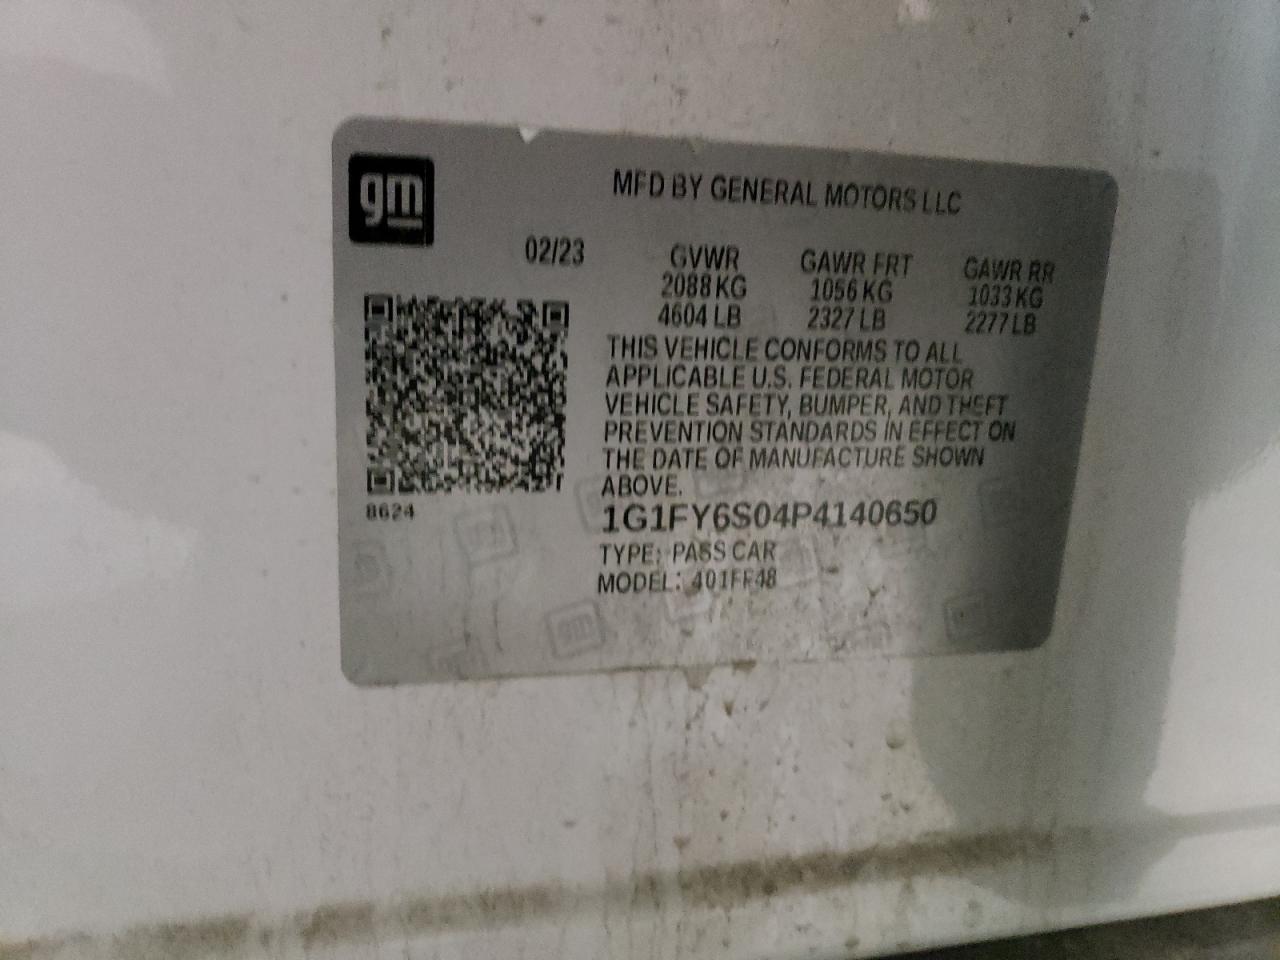 gm
MFD BY GENERAL MOTORS LLC
02/23
GVWR GAWR FRT GAWR RR
2088 KG 1056 KG 1033 KG
4604 LB 2327 LB 2277 LB
THIS VEHICLE CONFORMS TO ALL
APPLICABLE U.S. FEDERAL MOTOR
VEHICLE SAFETY, BUMPER, AND THEFT
PREVENTION STANDARDS IN EFFECT ON
THE DATE OF MANUFACTURE SHOWN
ABOVE.
8624
1G1FY6S04P4140650
TYPE: PASS CAR
MODEL: 401FF48
gm